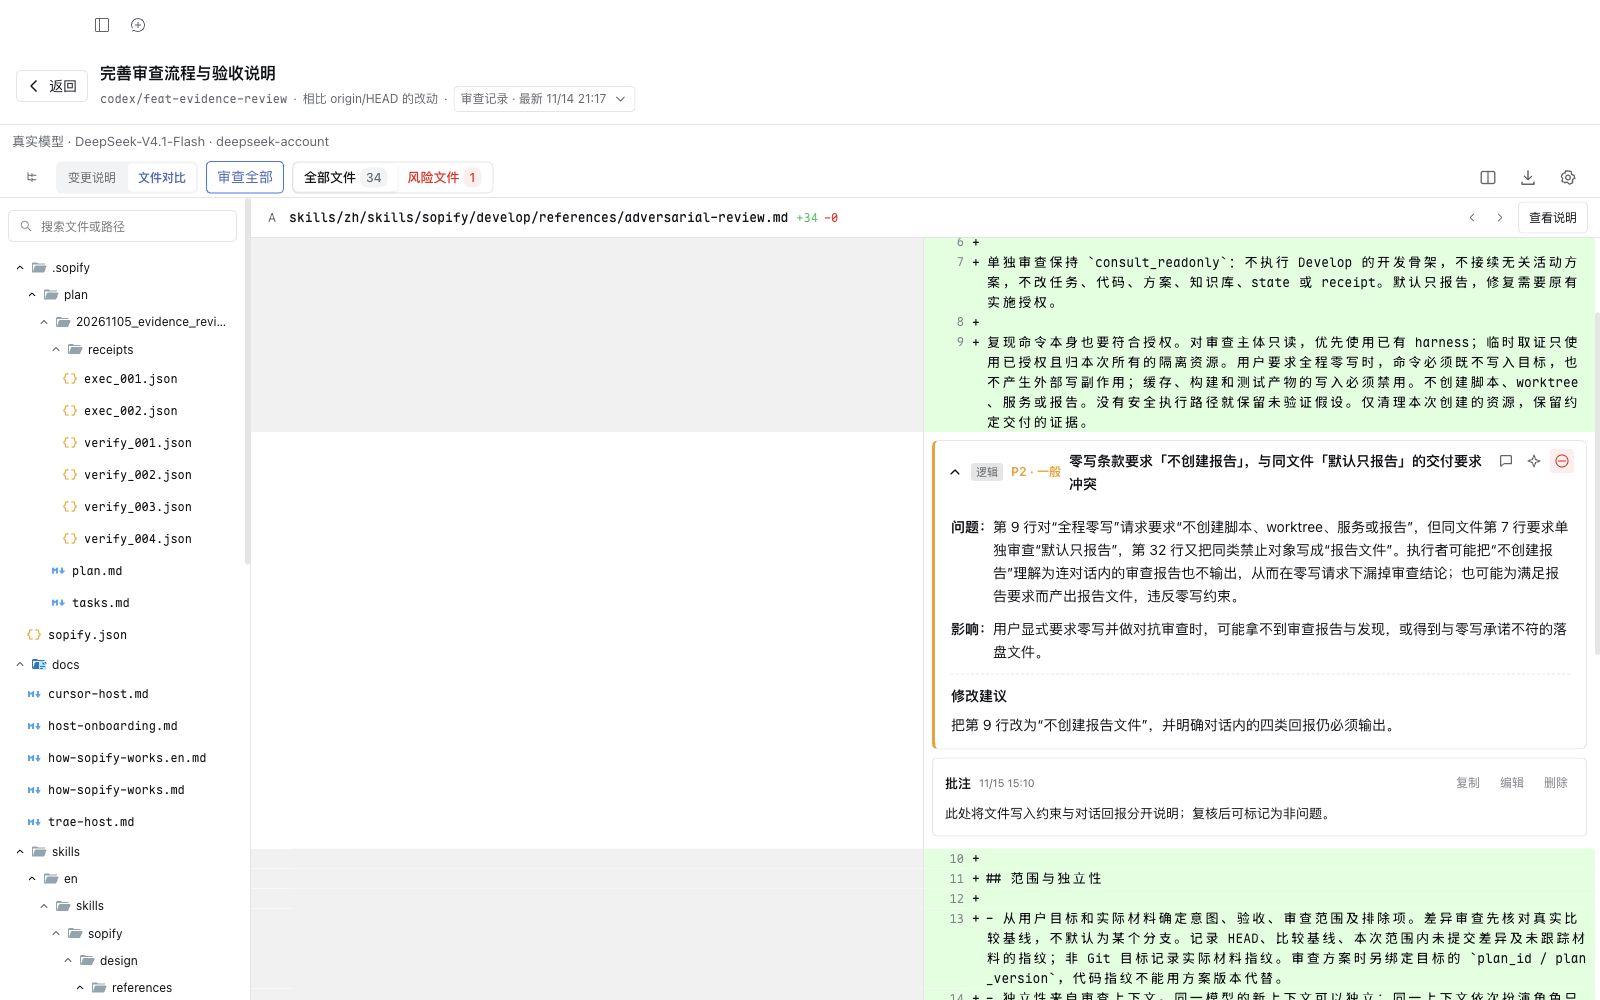 返回
完善审查流程与验收说明
codex/feat-evidence-review · 相比 origin/HEAD 的改动 · 审查记录 · 最新 11/14 21:17
真实模型 · DeepSeek-V4.1-Flash · deepseek-account
变更说明 文件对比 审查全部 全部文件 34 风险文件 1
搜索文件或路径
.sopify
plan
20261105_evidence_revi...
receipts
exec_001.json
exec_002.json
verify_001.json
verify_002.json
verify_003.json
verify_004.json
plan.md
tasks.md
sopify.json
docs
cursor-host.md
host-onboarding.md
how-sopify-works.en.md
how-sopify-works.md
trae-host.md
skills
en
skills
sopify
design
references
A skills/zh/skills/sopify/develop/references/adversarial-review.md +34 -0
查看说明
6 +
7 + 单独审查保持 `consult_readonly`：不执行 Develop 的开发骨架，不接续无关活动方
案，不改任务、代码、方案、知识库、state 或 receipt。默认只报告，修复需要原有
实施授权。
8 +
9 + 复现命令本身也要符合授权。对审查主体只读，优先使用已有 harness；临时取证只使
用已授权且归本次所有的隔离资源。用户要求全程零写时，命令必须既不写入目标，也
不产生外部写副作用；缓存、构建和测试产物的写入必须禁用。不创建脚本、worktree
、服务或报告。没有安全执行路径就保留未验证假设。仅清理本次创建的资源，保留约
定交付的证据。
逻辑 P2 · 一般 零写条款要求「不创建报告」，与同文件「默认只报告」的交付要求
冲突
问题： 第 9 行对“全程零写”请求要求“不创建脚本、worktree、服务或报告”，但同文件第 7 行要求单
独审查“默认只报告”，第 32 行又把同类禁止对象写成“报告文件”。执行者可能把“不创建报
告”理解为连对话内的审查报告也不输出，从而在零写请求下漏掉审查结论；也可能为满足报
告要求而产出报告文件，违反零写约束。
影响： 用户显式要求零写并做对抗审查时，可能拿不到审查报告与发现，或得到与零写承诺不符的落
盘文件。
修改建议
把第 9 行改为“不创建报告文件”，并明确对话内的四类回报仍必须输出。
批注 11/15 15:10 复制 编辑 删除
此处将文件写入约束与对话回报分开说明；复核后可标记为非问题。
10 +
11 + ## 范围与独立性
12 +
13 + - 从用户目标和实际材料确定意图、验收、审查范围及排除项。差异审查先核对真实比
较基线，不默认为某个分支。记录 HEAD、比较基线、本次范围内未提交差异及未跟踪材
料的指纹；非 Git 目标记录实际材料指纹。审查方案时另绑定目标的 `plan_id / plan
_version`，代码指纹不能用方案版本代替。
14 + - 独立性来自审查上下文。同一模型的新上下文可以独立；同一上下文依次扮演角色只